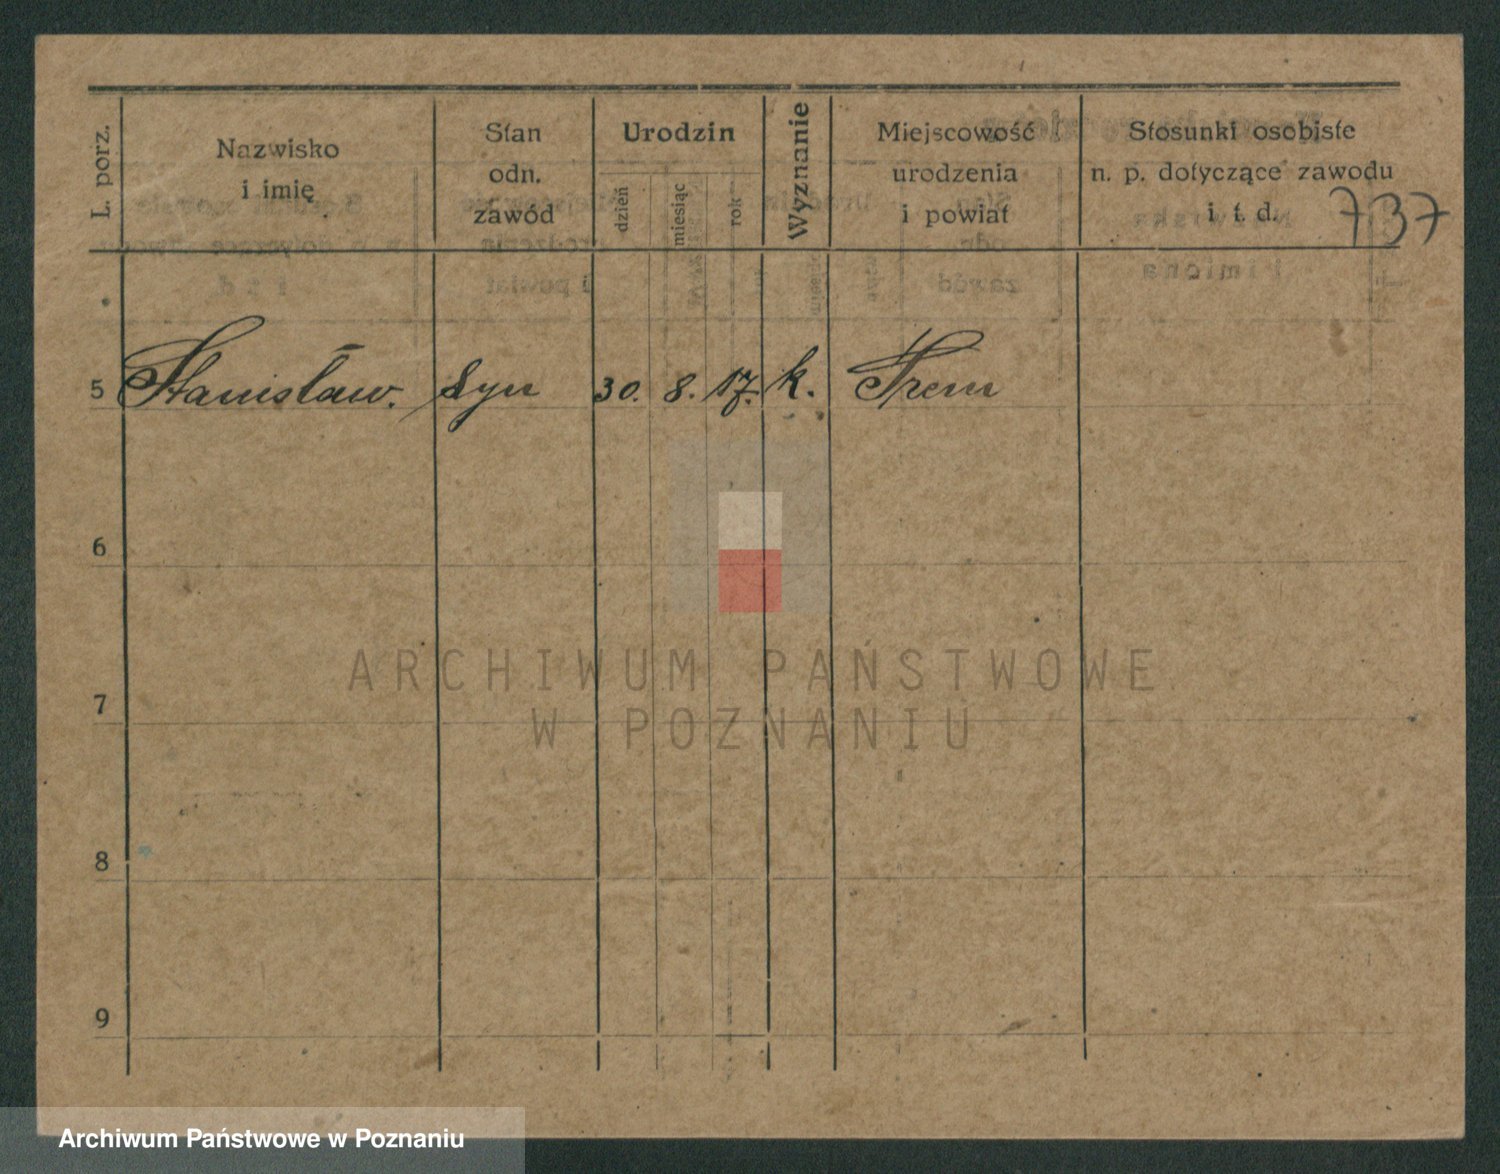 L. porz.
Nazwisko
i imię
Stan
odn.
zawód
Urodzin
dzień
miesiąc
rok
Wyznanie
Miejscowość
urodzenia
i powiat
Stosunki osobiste
n. p. dotyczące zawodu
i t. d.
737
5 Stanisław. syn 30. 8. 17. k. Śrem
6
7
8
9
ARCHIWUM PAŃSTWOWE
W POZNANIU
Archiwum Państwowe w Poznaniu